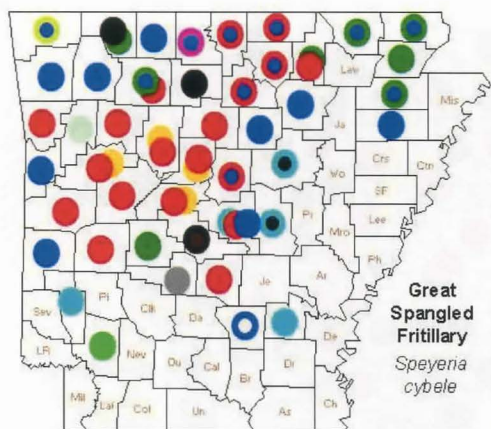 Law
Mis
Ja
Wo
Crs
Ctn
SF
Pi
Lee
Mro
Ph
Je
Ar
Great
Spangled
Fritillary
Speyeria
cybele
Sev
Pi
Clk
Da
De
LR
Nev
Ou
Cal
Dr
Br
Mil
Laf
Col
Un
As
Ch